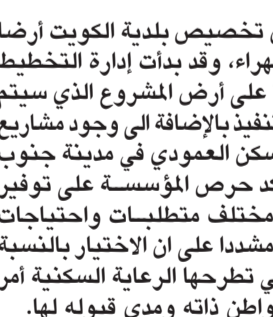 تخصيص بلدية الكويت أرضا
هراء، وقد بدأت إدارة التخطيط
على أرض المشروع الذي سيتم
تنفيذ بالإضافة الى وجود مشاريع
سكن العمودي في مدينة جنوب
كد حرص المؤسسة على توفير
مختلف متطلبات واحتياجات
مشددا على ان الاختيار بالنسبة
ي تطرحها الرعاية السكنية أمر
واطن ذاته ومدى قبوله لها.